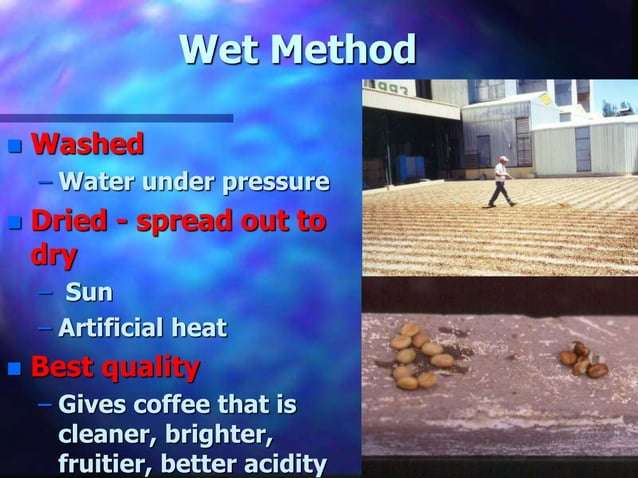 Wet Method
Washed
– Water under pressure
Dried - spread out to
dry
– Sun
– Artificial heat
Best quality
– Gives coffee that is
cleaner, brighter,
fruitier, better acidity